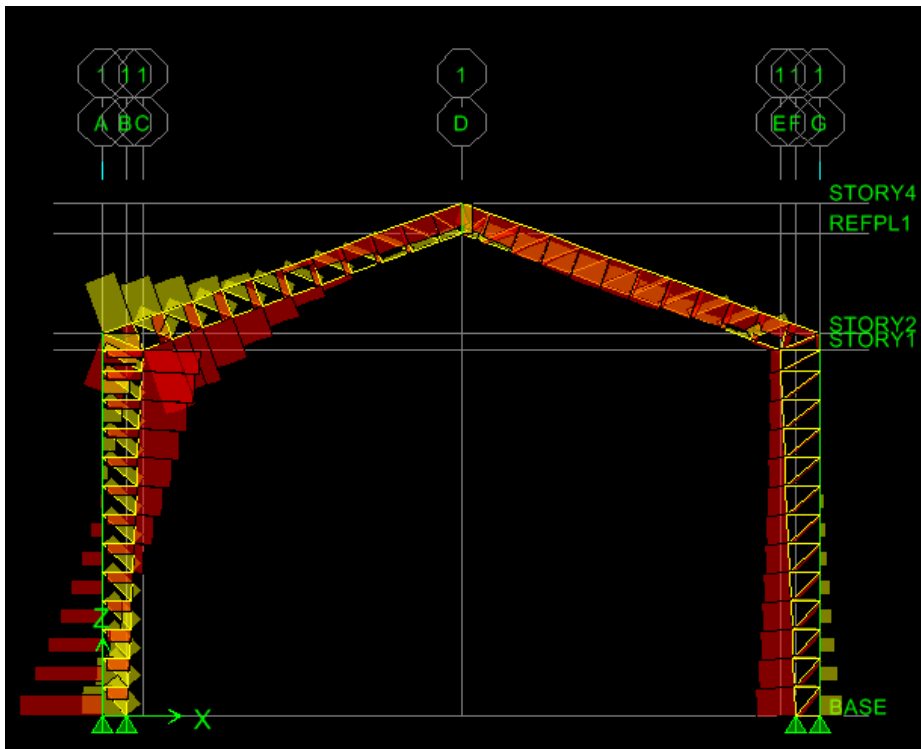 1 1 1 1 1 1 1
A B C D E F G
STORY4
REFPL1
STORY2
STORY1
Z
X
BASE